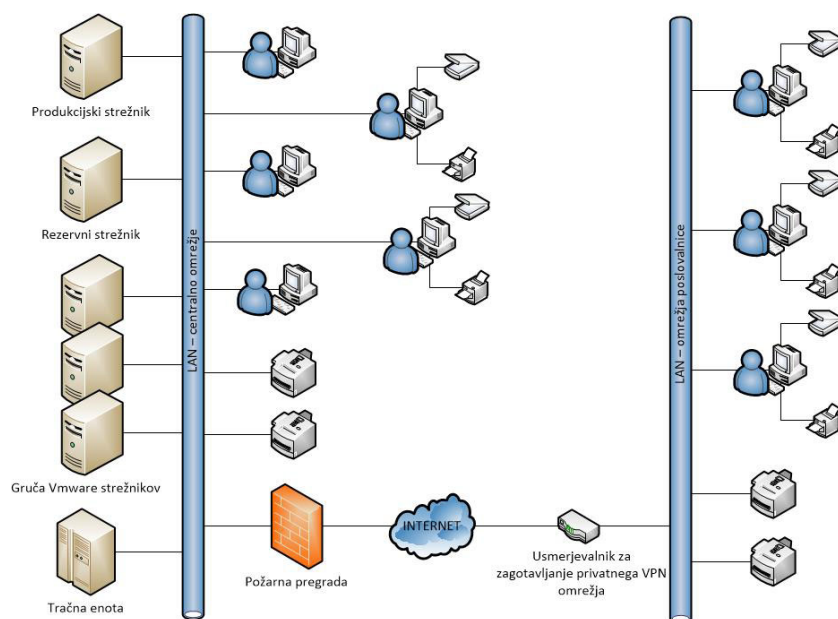 Produkcijski strežnik
Rezervni strežnik
Gruča Vmware strežnikov
Tračna enota
LAN – centralno omrežje
Požarna pregrada
INTERNET
Usmerjevalnik za
zagotavljanje privatnega VPN
omrežja
LAN – omrežja poslovalnice